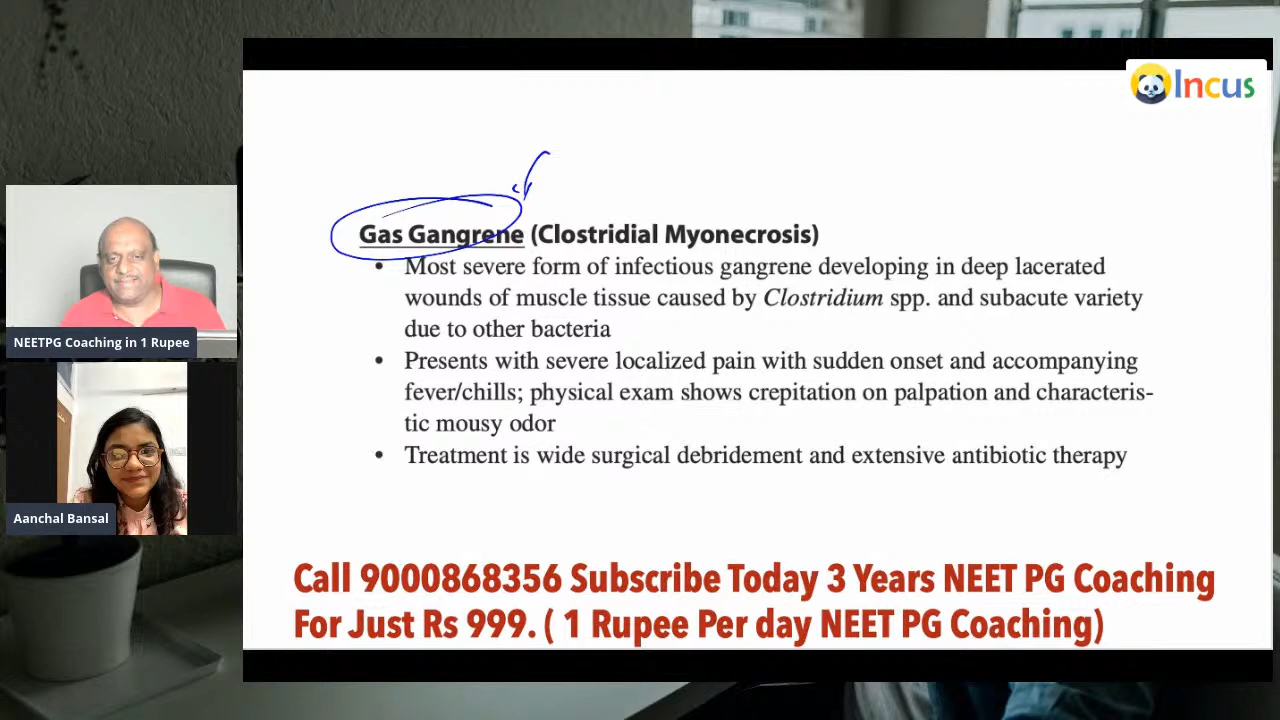 Incus
Gas Gangrene (Clostridial Myonecrosis)
• Most severe form of infectious gangrene developing in deep lacerated
wounds of muscle tissue caused by Clostridium spp. and subacute variety
due to other bacteria
• Presents with severe localized pain with sudden onset and accompanying
fever/chills; physical exam shows crepitation on palpation and characteris-
tic mousy odor
• Treatment is wide surgical debridement and extensive antibiotic therapy
NEETPG Coaching in 1 Rupee
Aanchal Bansal
Call 9000868356 Subscribe Today 3 Years NEET PG Coaching
For Just Rs 999. ( 1 Rupee Per day NEET PG Coaching)